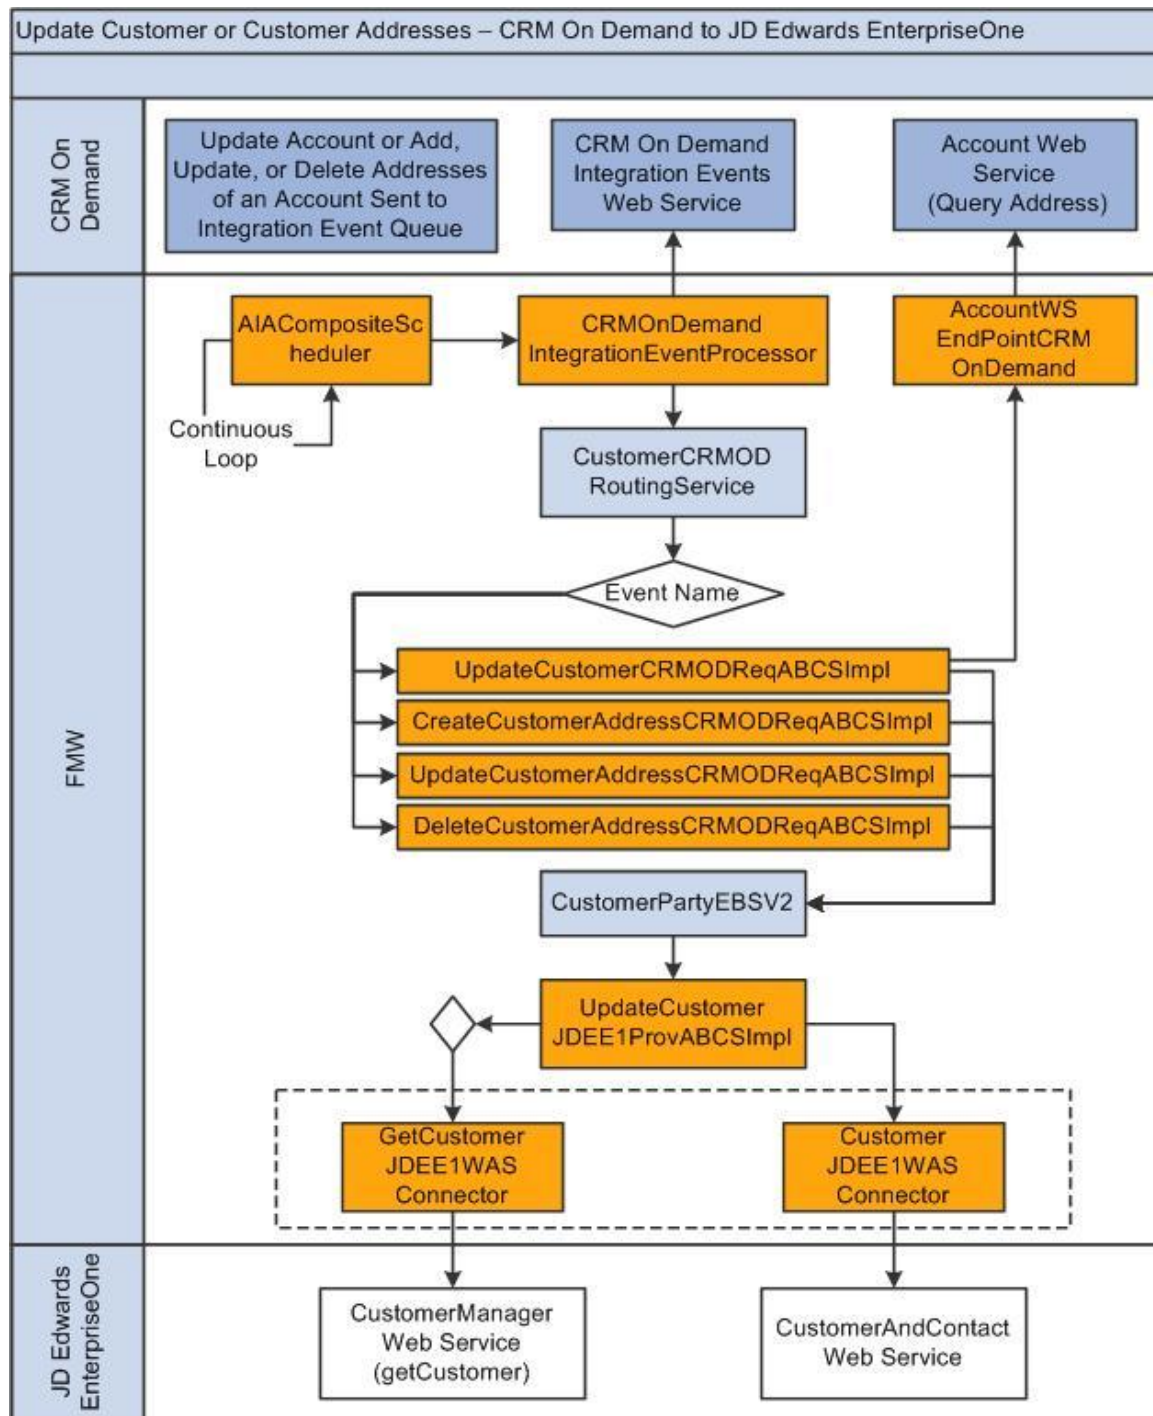 Update Customer or Customer Addresses – CRM On Demand to JD Edwards EnterpriseOne
CRM On
Demand
Update Account or Add,
Update, or Delete Addresses
of an Account Sent to
Integration Event Queue
CRM On Demand
Integration Events
Web Service
Account Web
Service
(Query Address)
FMW
AIACompositeSc
heduler
CRMOnDemand
IntegrationEventProcessor
AccountWS
EndPointCRM
OnDemand
Continuous
Loop
CustomerCRMOD
RoutingService
Event Name
UpdateCustomerCRMODReqABCSImpl
CreateCustomerAddressCRMODReqABCSImpl
UpdateCustomerAddressCRMODReqABCSImpl
DeleteCustomerAddressCRMODReqABCSImpl
CustomerPartyEBSV2
UpdateCustomer
JDEE1ProvABCSImpl
GetCustomer
JDEE1WAS
Connector
Customer
JDEE1WAS
Connector
JD Edwards
EnterpriseOne
CustomerManager
Web Service
(getCustomer)
CustomerAndContact
Web Service